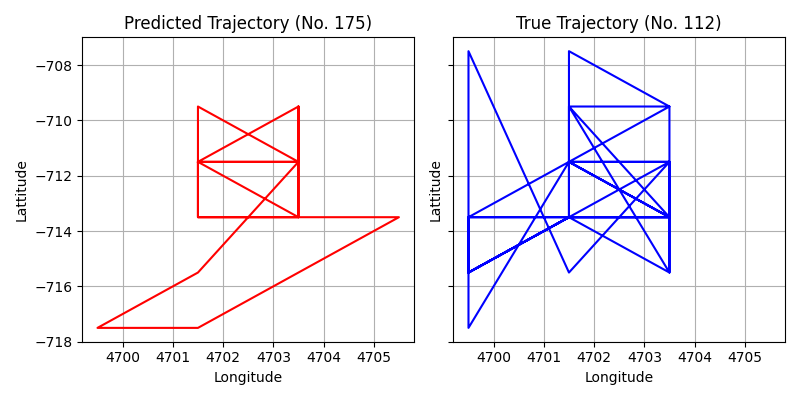 Predicted Trajectory (No. 175)
True Trajectory (No. 112)
−708
−710
−712
−714
−716
−718
Lattitude
Lattitude
4700 4701 4702 4703 4704 4705
4700 4701 4702 4703 4704 4705
Longitude
Longitude